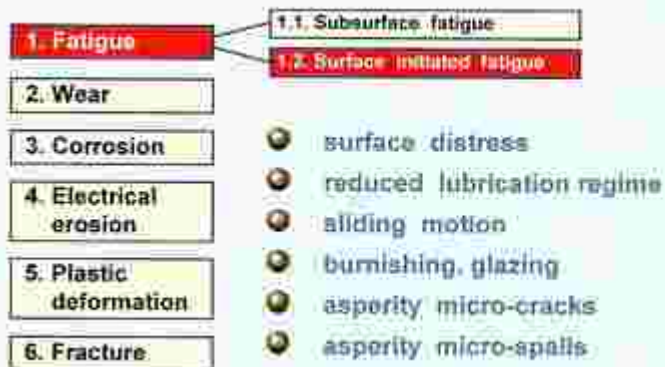 1. Fatigue
1.1. Subsurface fatigue
1.2. Surface initiated fatigue
2. Wear
3. Corrosion
4. Electrical
erosion
5. Plastic
deformation
6. Fracture
surface distress
reduced lubrication regime
sliding motion
burnishing, glazing
asperity micro-cracks
asperity micro-spalls